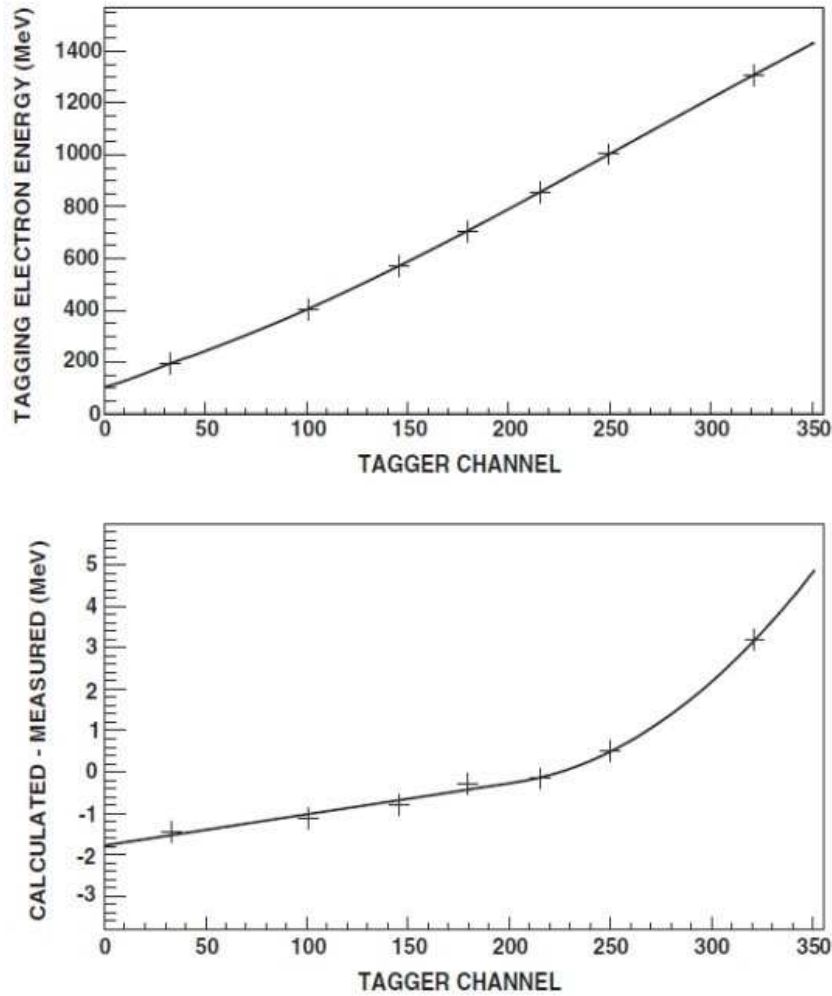 TAGGING ELECTRON ENERGY (MeV)
1400
1200
1000
800
600
400
200
0
0 50 100 150 200 250 300 350
TAGGER CHANNEL
CALCULATED - MEASURED (MeV)
5
4
3
2
1
0
-1
-2
-3
0 50 100 150 200 250 300 350
TAGGER CHANNEL